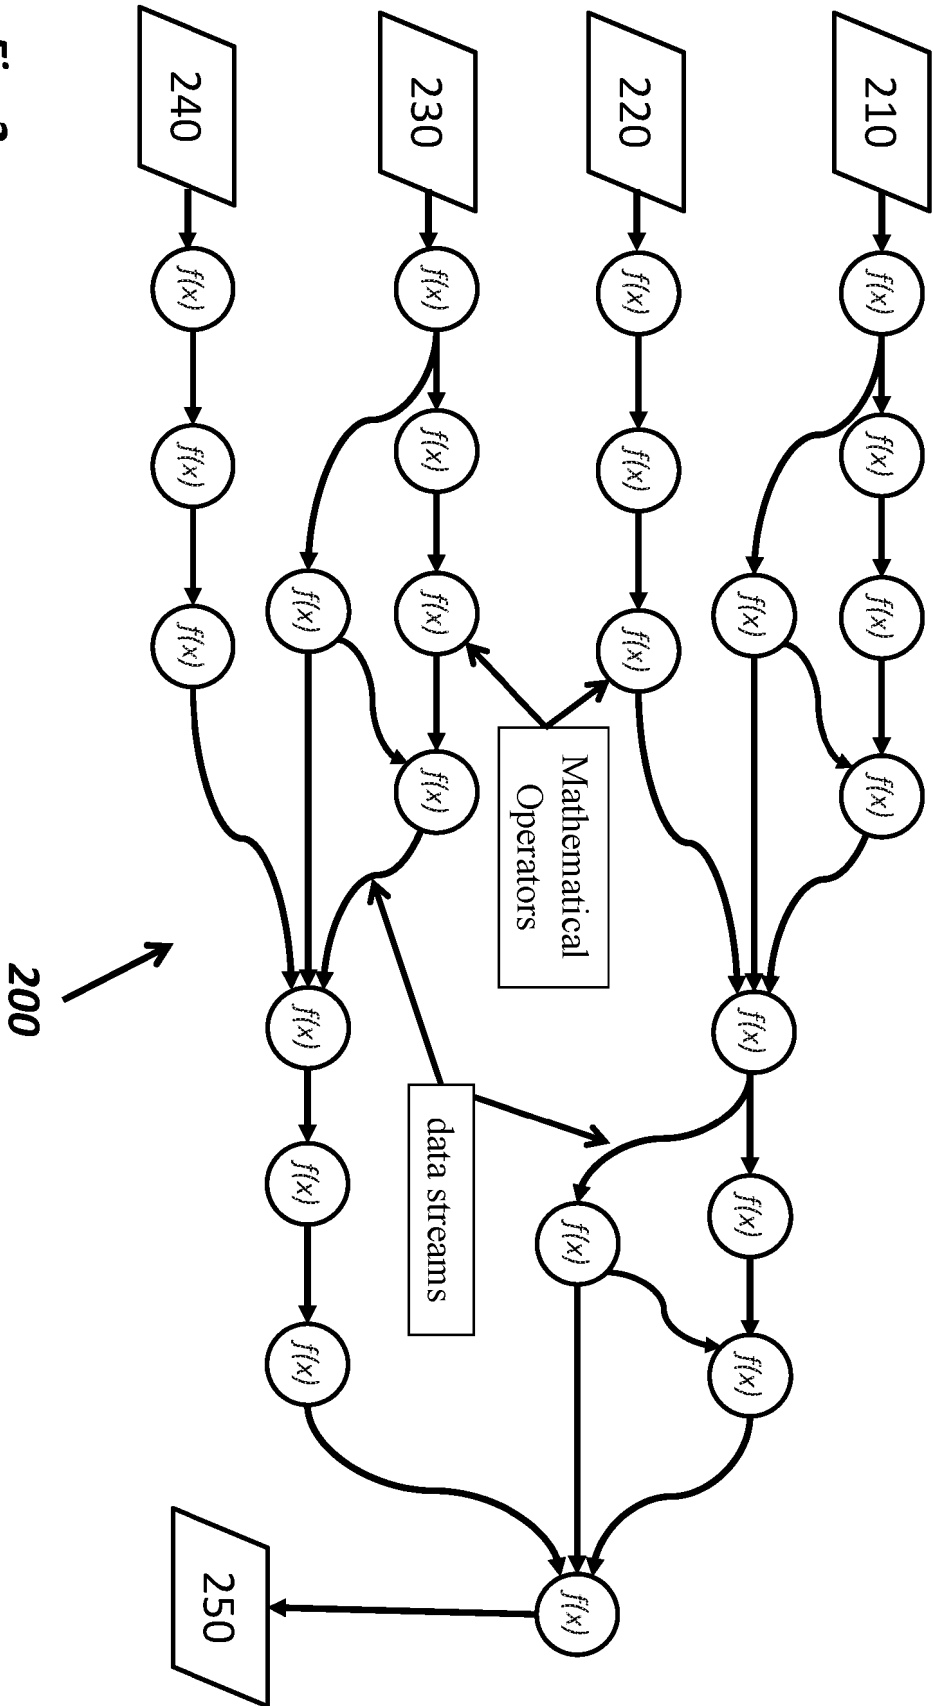 210
f(x)
f(x)
f(x)
f(x)
f(x)
f(x)
f(x)
f(x)
220
f(x)
f(x)
f(x)
f(x)
f(x)
Mathematical
Operators
230
f(x)
f(x)
f(x)
f(x)
data streams
f(x)
f(x)
f(x)
f(x)
240
f(x)
f(x)
f(x)
250
200